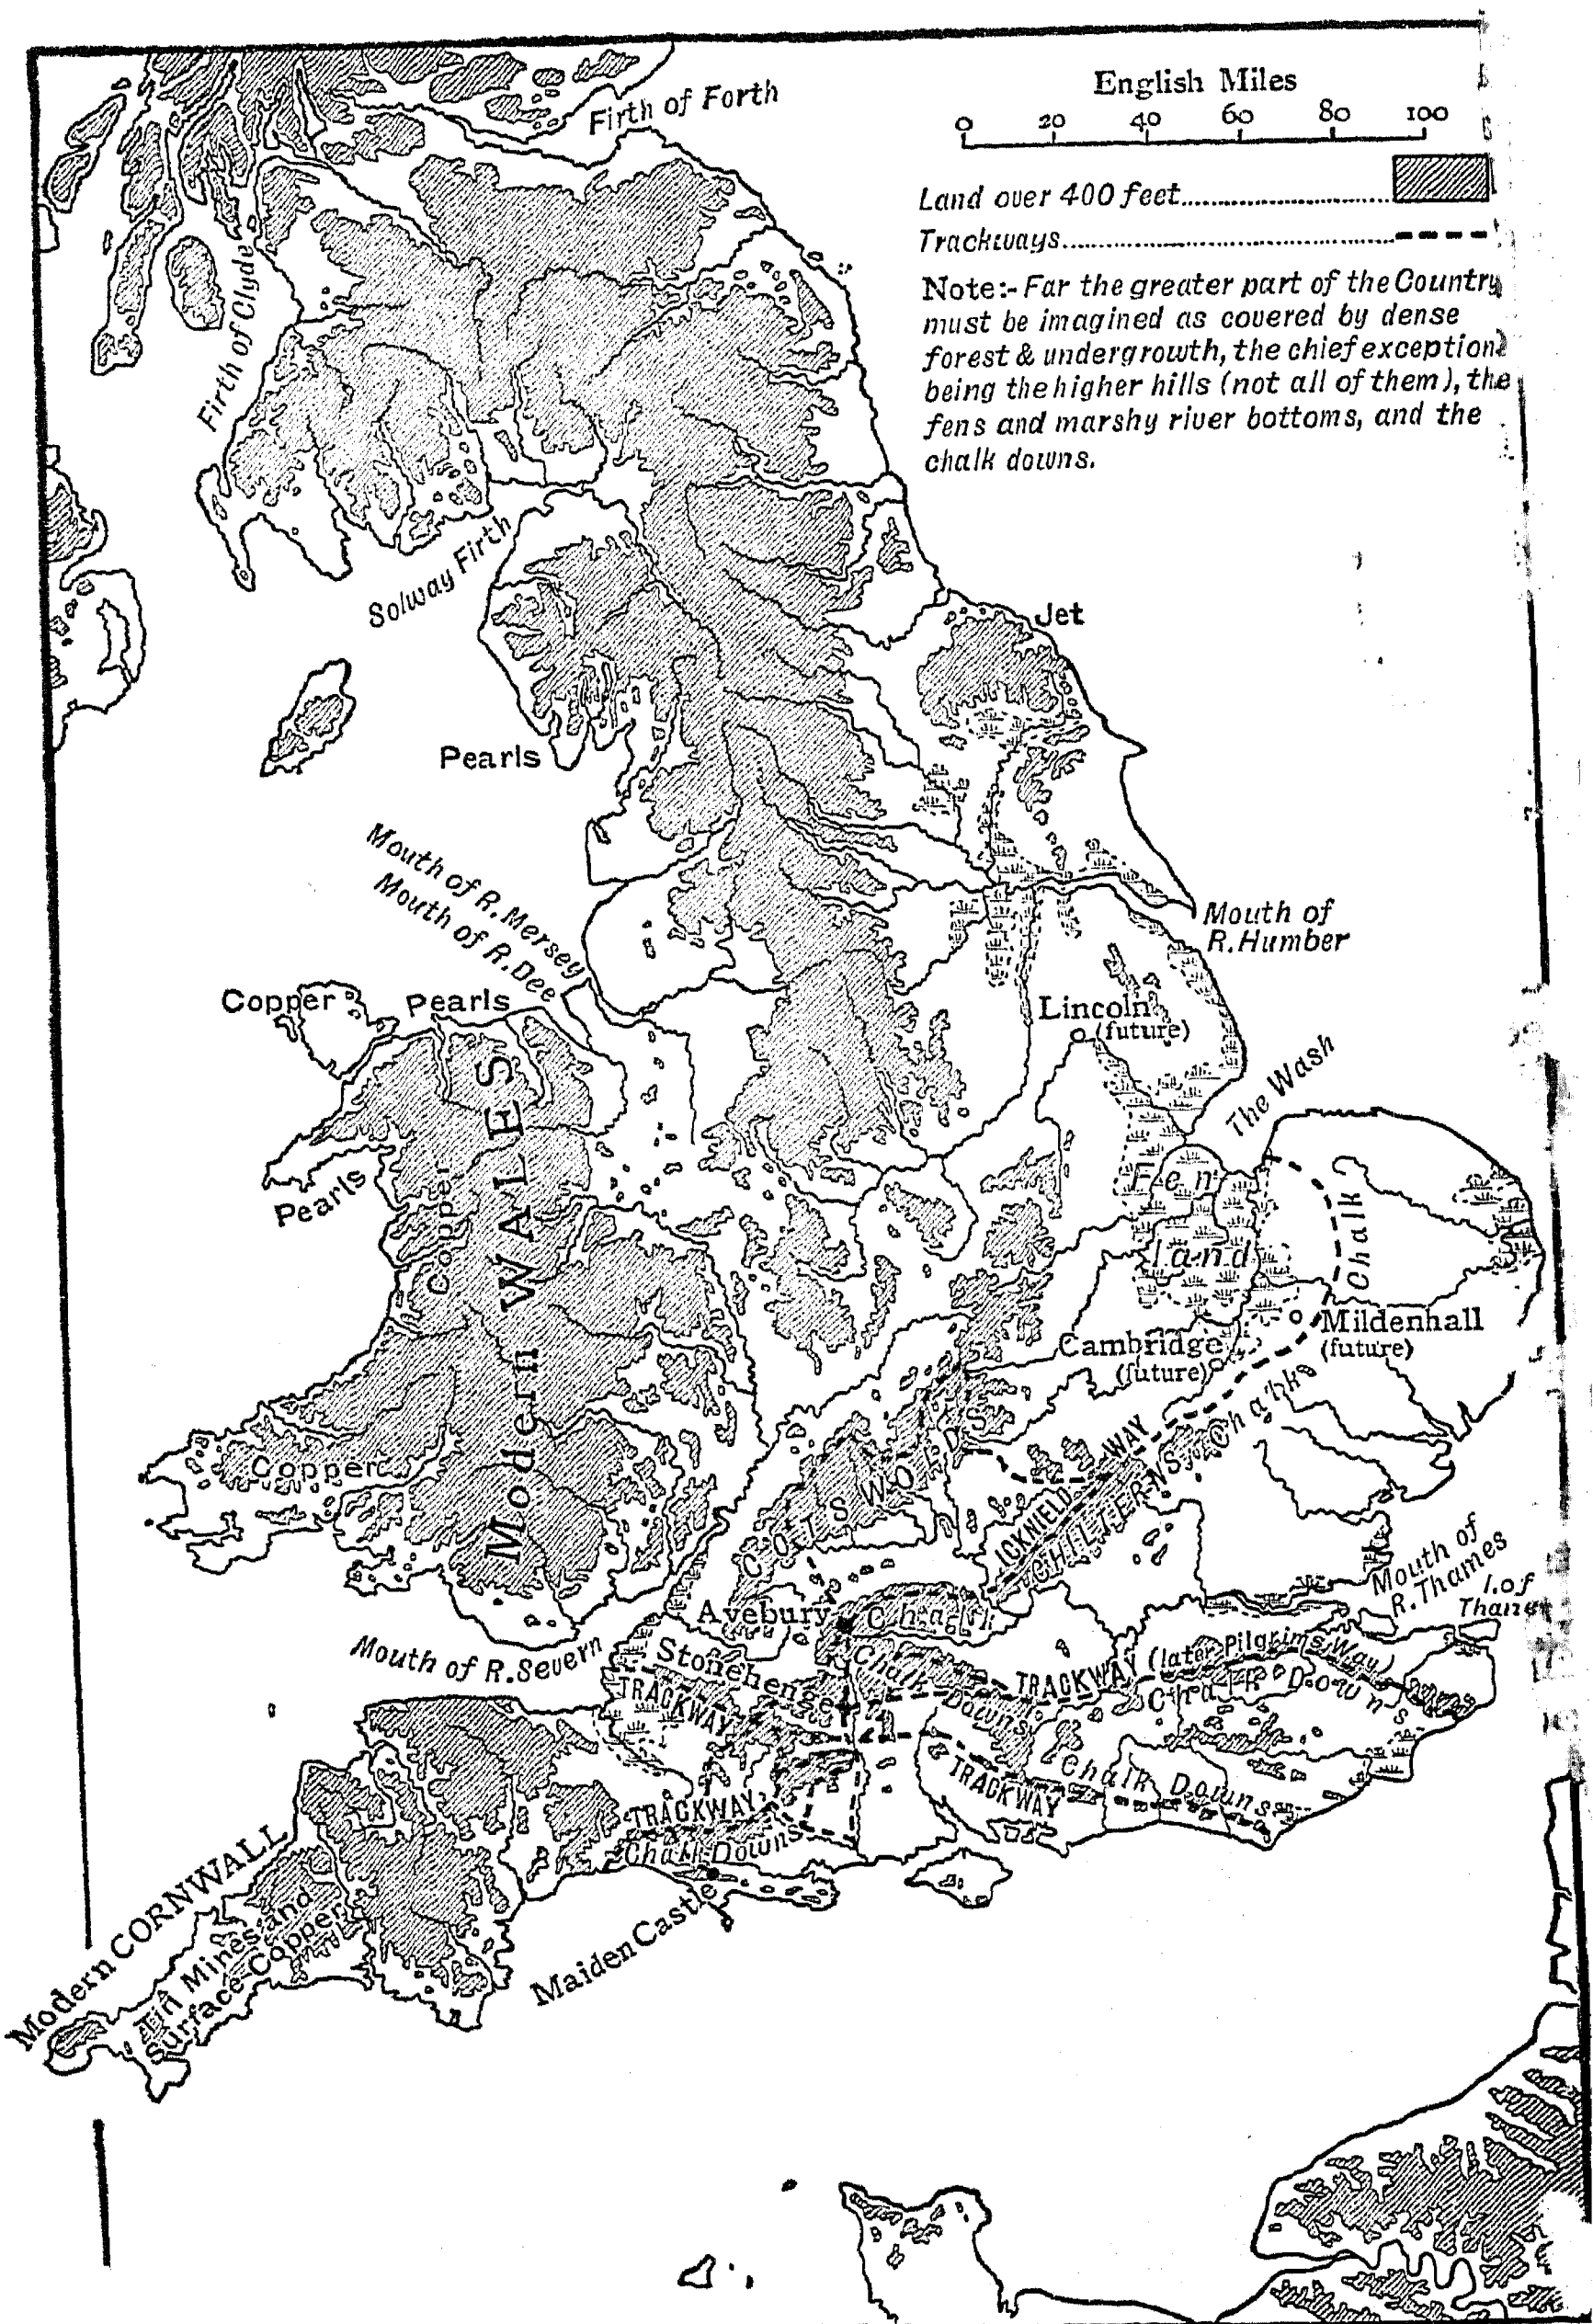 English Miles
0 20 40 60 80 100
Land over 400 feet
Trackways
Note:- Far the greater part of the Country
must be imagined as covered by dense
forest & undergrowth, the chief exceptions
being the higher hills (not all of them), the
fens and marshy river bottoms, and the
chalk downs.
Firth of Forth
Firth of Clyde
Solway Firth
Jet
Pearls
Mouth of R. Mersey
Mouth of R. Dee
Mouth of
R. Humber
Copper
Pearls
Lincoln
(future)
The Wash
Pearls
Copper
Modern WALES
Fen
land
Chalk
Mildenhall
(future)
Cambridge
(future)
Chalk
Copper
COTSWOLDS
ICKNIELD WAY
CHILTERNS
Mouth of
R. Thames
I. of
Thanet
Avebury
Chalk
Mouth of R. Severn
Stonehenge
Chalk Downs
TRACKWAY (later Pilgrims Way)
Chalk Downs
TRACKWAY
Chalk Downs
TRACKWAY
TRACKWAY
Chalk Downs
Maiden Castle
Modern CORNWALL
Tin Mines and
Surface Copper